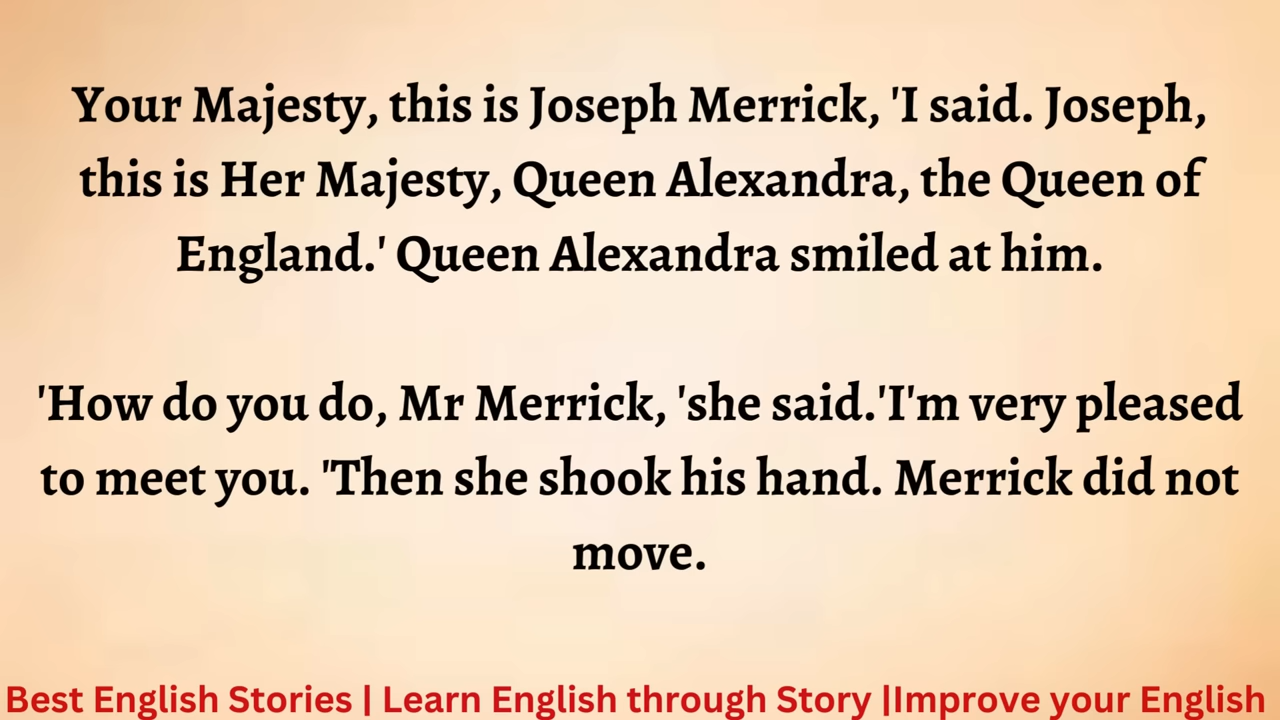 Your Majesty, this is Joseph Merrick, 'I said. Joseph,
this is Her Majesty, Queen Alexandra, the Queen of
England.' Queen Alexandra smiled at him.
'How do you do, Mr Merrick, 'she said.'I'm very pleased
to meet you. 'Then she shook his hand. Merrick did not
move.
Best English Stories | Learn English through Story |Improve your English